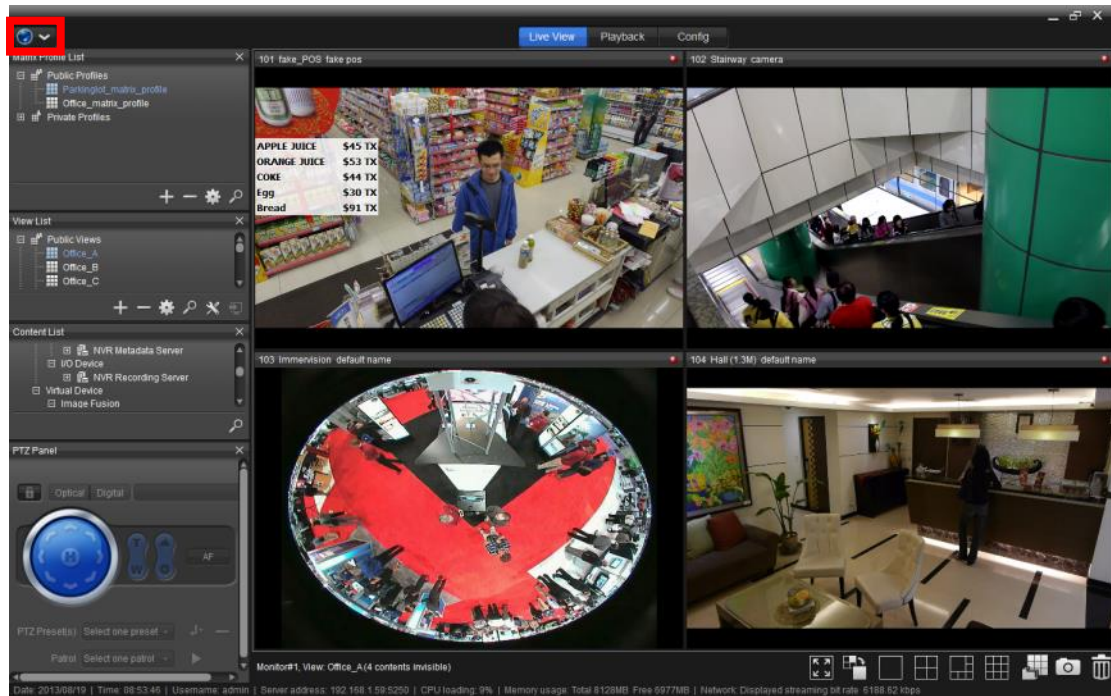 Live View Playback Config
Matrix Profile List
Public Profiles
Parkinglot_matrix_profile
Office_matrix_profile
Private Profiles
View List
Public Views
Office_A
Office_B
Office_C
Content List
NVR Metadata Server
I/O Device
NVR Recording Server
Virtual Device
Image Fusion
PTZ Panel
Optical Digital
T
W
O
AF
PTZ Preset(s) Select one preset
Patrol Select one patrol
101 fake_POS fake pos
APPLE JUICE $45 TX
ORANGE JUICE $53 TX
COKE $44 TX
Egg $30 TX
Bread $91 TX
102 Stairway camera
103 Immervision default name
104 Hall (1.3M) default name
Monitor#1, View: Office_A(4 contents invisible)
Date: 2013/08/19 | Time: 08:53:46 | Username: admin | Server address: 192.168.1.59:5250 | CPU loading: 9% | Memory usage: Total 8128MB Free 6977MB | Network: Displayed streaming bit rate 6188.62 kbps